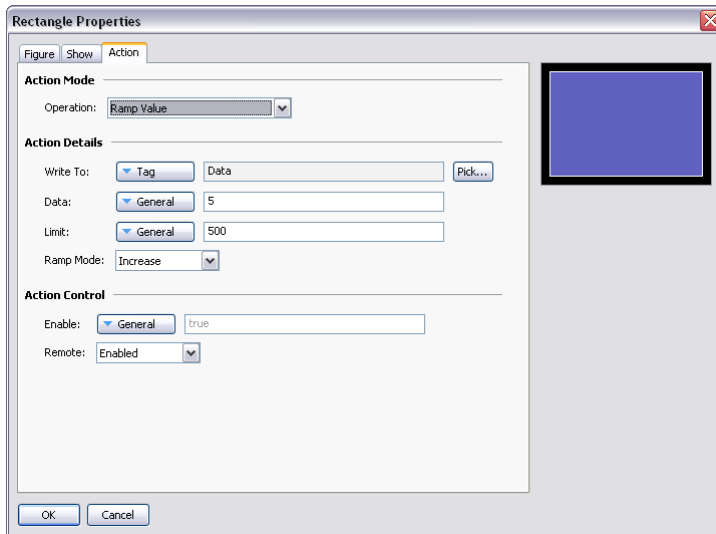 Rectangle Properties
Figure Show Action
Action Mode
Operation: Ramp Value
Action Details
Write To: Tag Data Pick...
Data: General 5
Limit: General 500
Ramp Mode: Increase
Action Control
Enable: General true
Remote: Enabled
OK Cancel